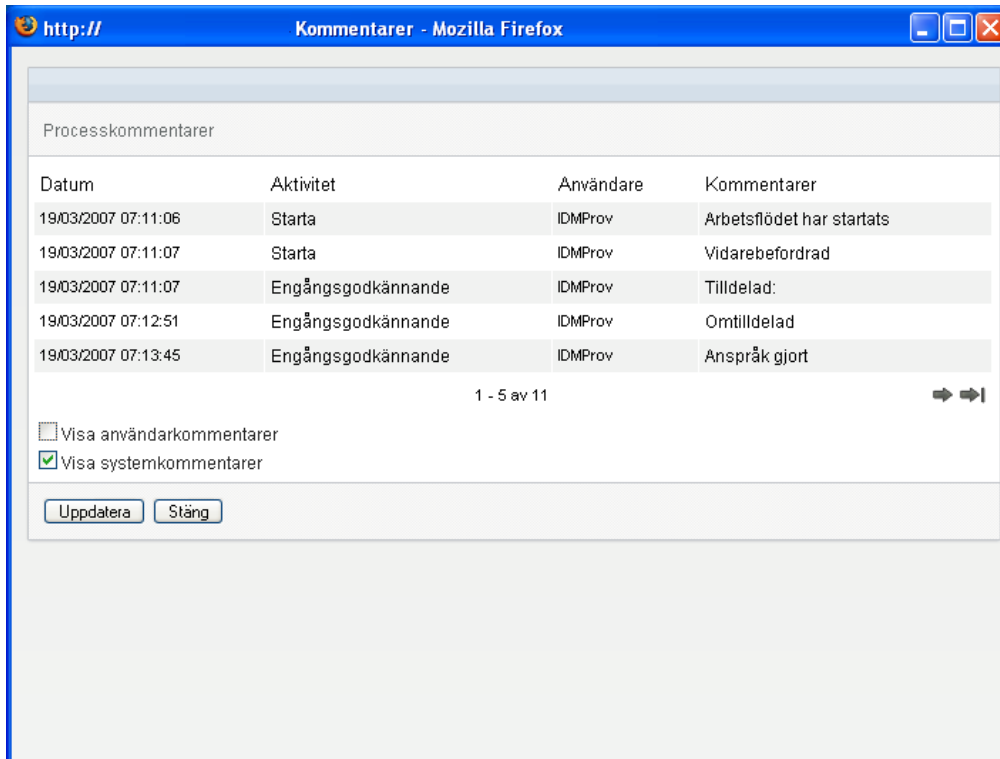 http:// Kommentarer - Mozilla Firefox
Processkommentarer
Datum Aktivitet Användare Kommentarer
19/03/2007 07:11:06 Starta IDMProv Arbetsflödet har startats
19/03/2007 07:11:07 Starta IDMProv Vidarebefordrad
19/03/2007 07:11:07 Engångsgodkännande IDMProv Tilldelad:
19/03/2007 07:12:51 Engångsgodkännande IDMProv Omtilldelad
19/03/2007 07:13:45 Engångsgodkännande IDMProv Anspråk gjort
1 - 5 av 11
Visa användarkommentarer
Visa systemkommentarer
Uppdatera Stäng